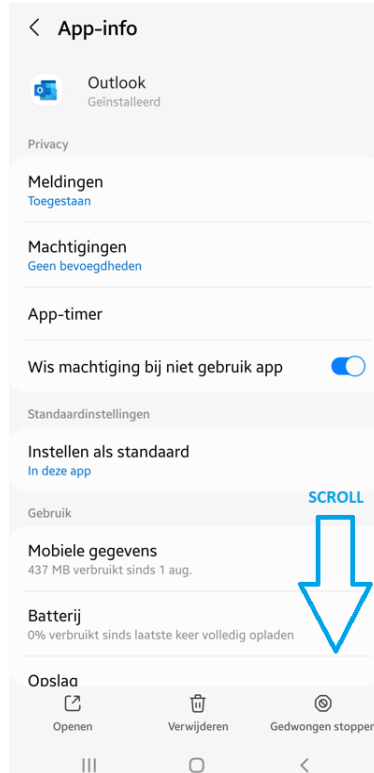 App-info
Outlook
Geïnstalleerd
Privacy
Meldingen
Toegestaan
Machtigingen
Geen bevoegdheden
App-timer
Wis machtiging bij niet gebruik app
Standaardinstellingen
Instellen als standaard
In deze app
SCROLL
Gebruik
Mobiele gegevens
437 MB verbruikt sinds 1 aug.
Batterij
0% verbruikt sinds laatste keer volledig opladen
Opslag
Openen Verwijderen Gedwongen stoppen